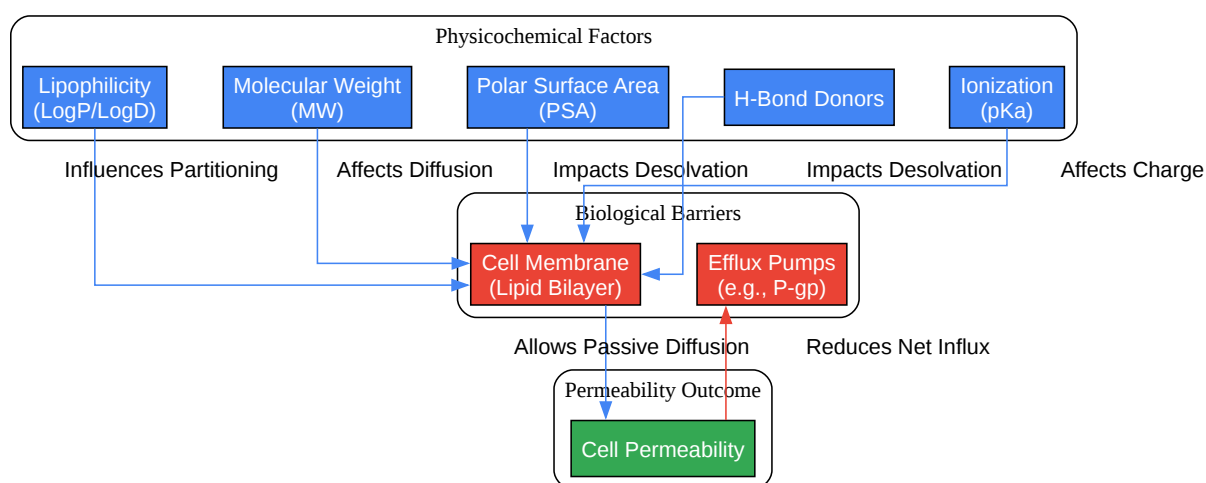 Physicochemical Factors
Lipophilicity
(LogP/LogD)
Molecular Weight
(MW)
Polar Surface Area
(PSA)
H-Bond Donors
Ionization
(pKa)
Influences Partitioning
Affects Diffusion
Impacts Desolvation
Impacts Desolvation
Affects Charge
Biological Barriers
Cell Membrane
(Lipid Bilayer)
Efflux Pumps
(e.g., P-gp)
Allows Passive Diffusion
Reduces Net Influx
Permeability Outcome
Cell Permeability